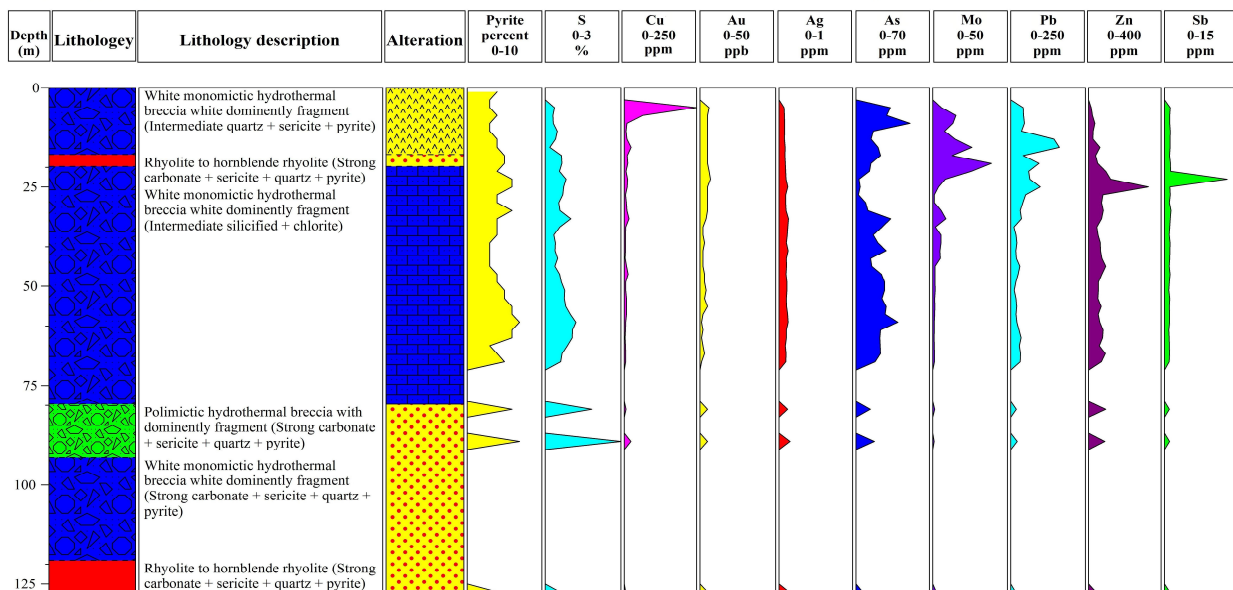 Depth
(m)
Lithologey
Lithology description
Alteration
Pyrite
percent
0-10
S
0-3
%
Cu
0-250
ppm
Au
0-50
ppb
Ag
0-1
ppm
As
0-70
ppm
Mo
0-50
ppm
Pb
0-250
ppm
Zn
0-400
ppm
Sb
0-15
ppm
0
White monomictic hydrothermal
breccia white dominently fragment
(Intermediate quartz + sericite + pyrite)
Rhyolite to hornblende rhyolite (Strong
carbonate + sericite + quartz + pyrite)
25
White monomictic hydrothermal
breccia white dominently fragment
(Intermediate silicified + chlorite)
50
75
Polimictic hydrothermal breccia with
dominently fragment (Strong carbonate
+ sericite + quartz + pyrite)
White monomictic hydrothermal
breccia white dominently fragment
(Strong carbonate + sericite + quartz +
pyrite)
100
Rhyolite to hornblende rhyolite (Strong
carbonate + sericite + quartz + pyrite)
125